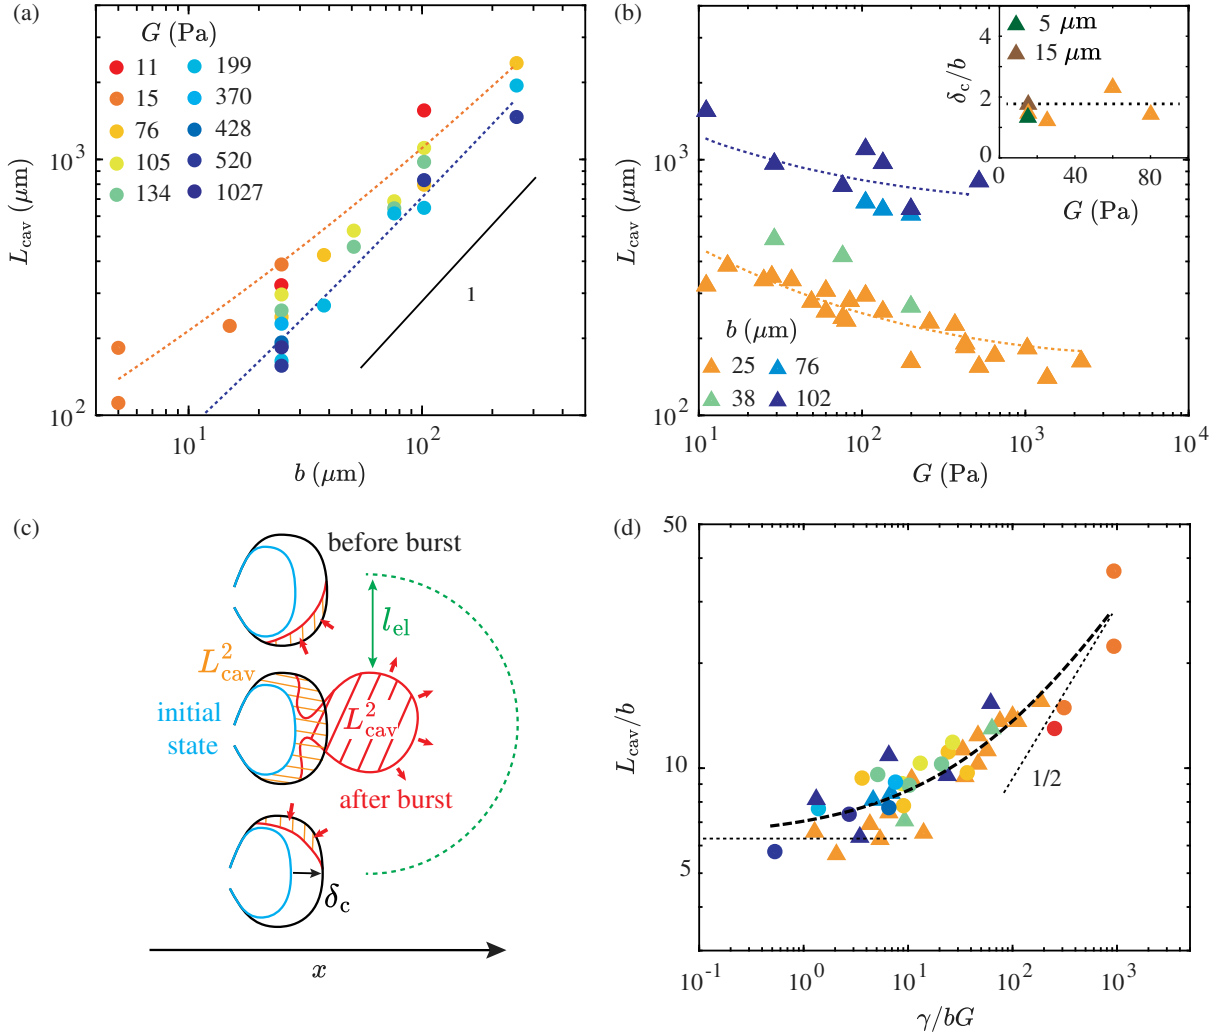 (a)
G (Pa)
11
15
76
105
134
199
370
428
520
1027
1
10^3
10^2
L_cav (μm)
10^1
10^2
b (μm)
(b)
5 μm
15 μm
δ_c/b
4
2
0
0
40
80
G (Pa)
10^3
10^2
L_cav (μm)
b (μm)
25
76
38
102
10^1
10^2
10^3
10^4
G (Pa)
(c)
before burst
l_el
L^2_cav
initial
state
L^2_cav
after burst
δ_c
x
(d)
50
10
5
L_cav/b
1/2
10^-1
10^0
10^1
10^2
10^3
γ/bG